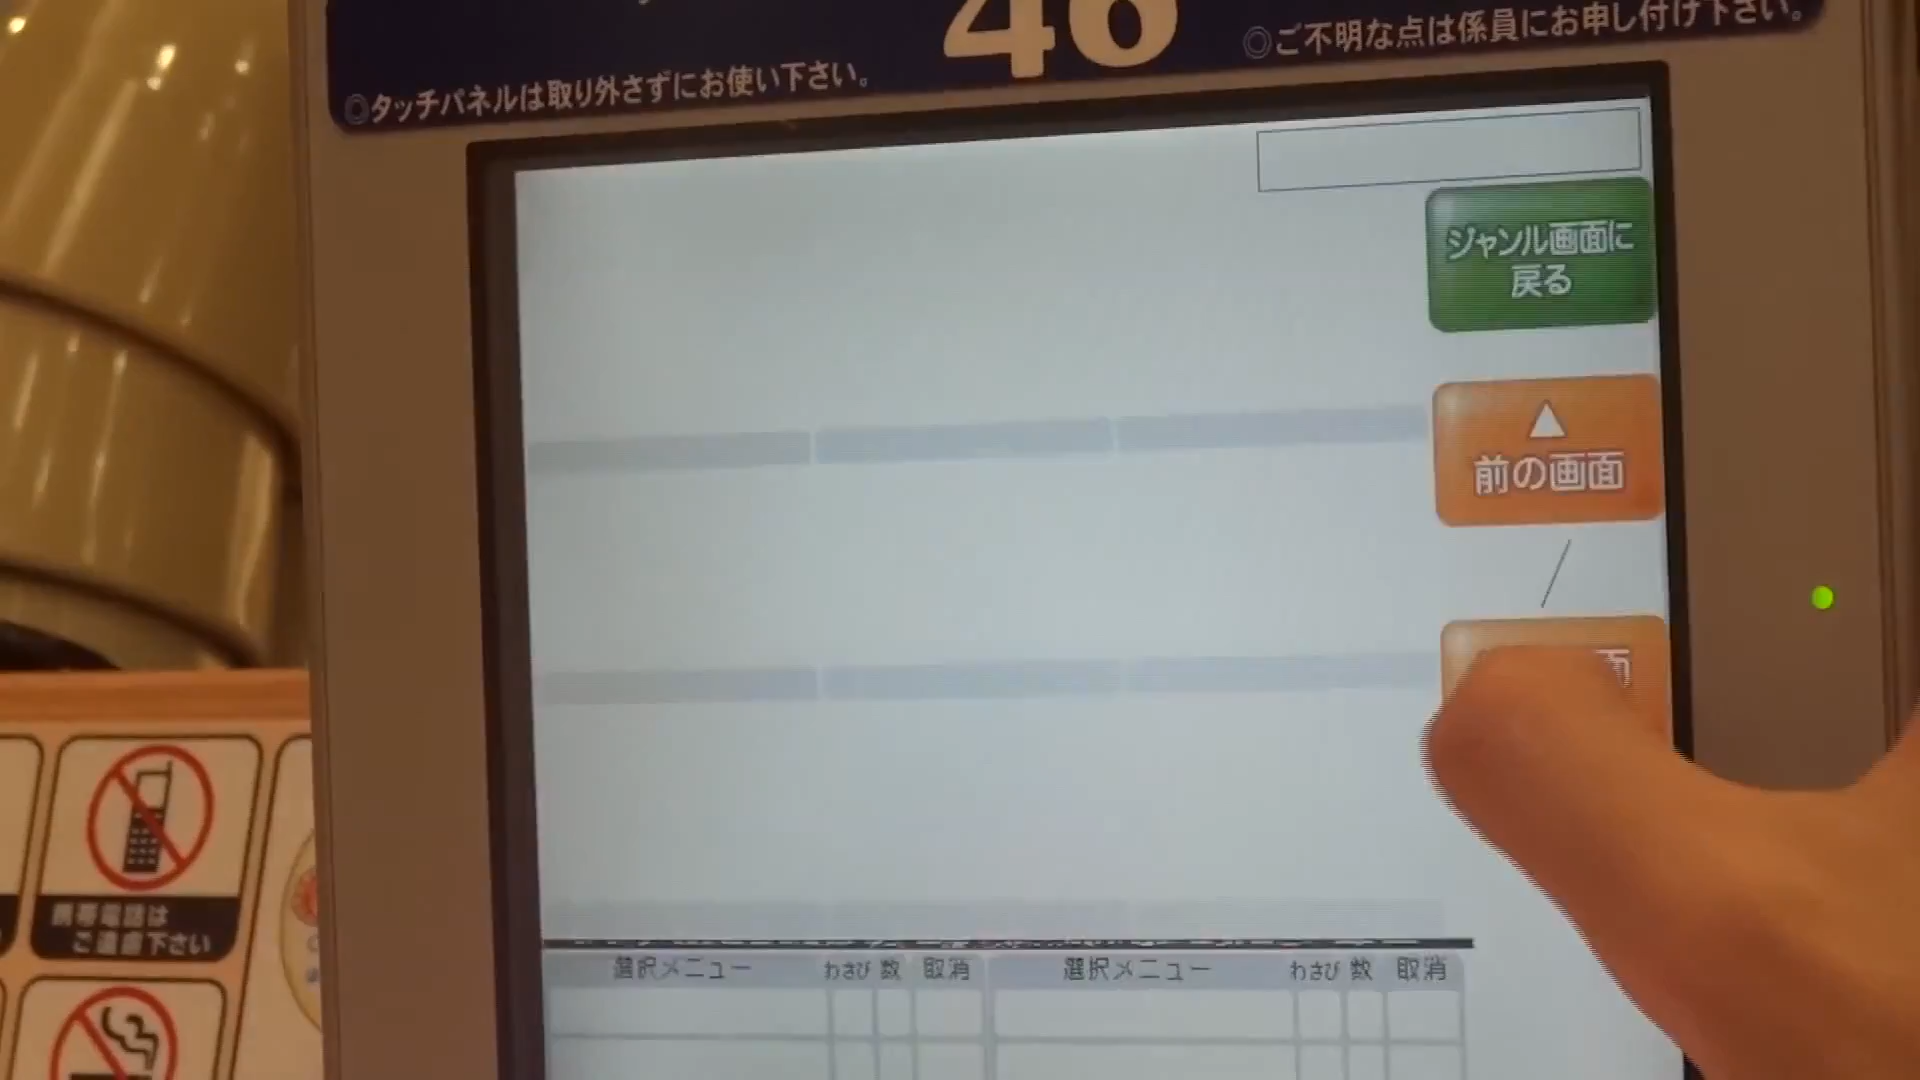 46
◎タッチパネルは取り外さずにお使い下さい。
◎ご不明な点は係員にお申し付け下さい。
ジャンル画面に
戻る
▲
前の画面
/
面
選択メニュー わさび 数 取消 選択メニュー わさび 数 取消
携帯電話は
ご遠慮下さい